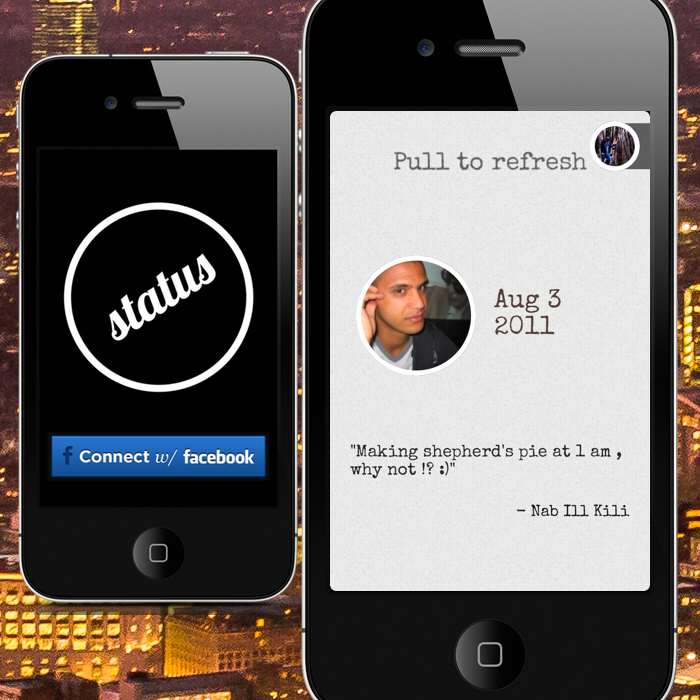 status
Connect w/ facebook
Pull to refresh
Aug 3
2011
"Making shepherd's pie at 1 am ,
why not !? :)"
- Nab Ill Kili